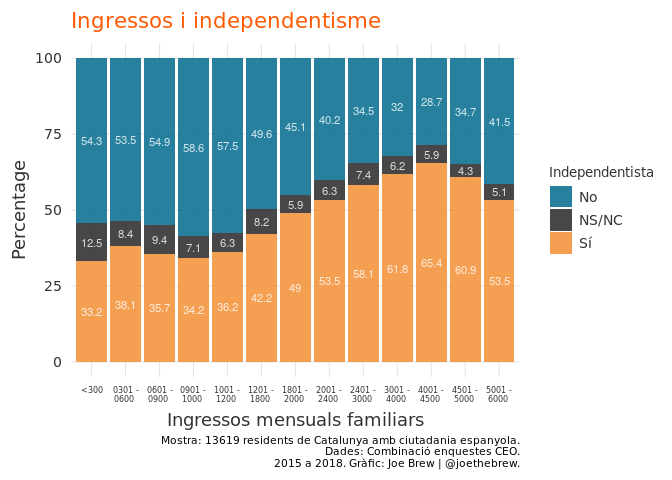 Ingressos i independentisme
100
75
50
25
0
Percentage
54.3 53.5 54.9 58.6 57.5 49.6 45.1 40.2 34.5 32 28.7 34.7 41.5
12.5 8.4 9.4 7.1 6.3 8.2 5.9 6.3 7.4 6.2 5.9 4.3 5.1
33.2 38.1 35.7 34.2 36.2 42.2 49 53.5 58.1 61.8 65.4 60.9 53.5
<300 0301 - 0601 - 0901 - 1001 - 1201 - 1801 - 2001 - 2401 - 3001 - 4001 - 4501 - 5001 -
0600 0900 1000 1200 1800 2000 2400 3000 4000 4500 5000 6000
Ingressos mensuals familiars
Independentista
No
NS/NC
Sí
Mostra: 13619 residents de Catalunya amb ciutadania espanyola.
Dades: Combinació enquestes CEO.
2015 a 2018. Gràfic: Joe Brew | @joethebrew.